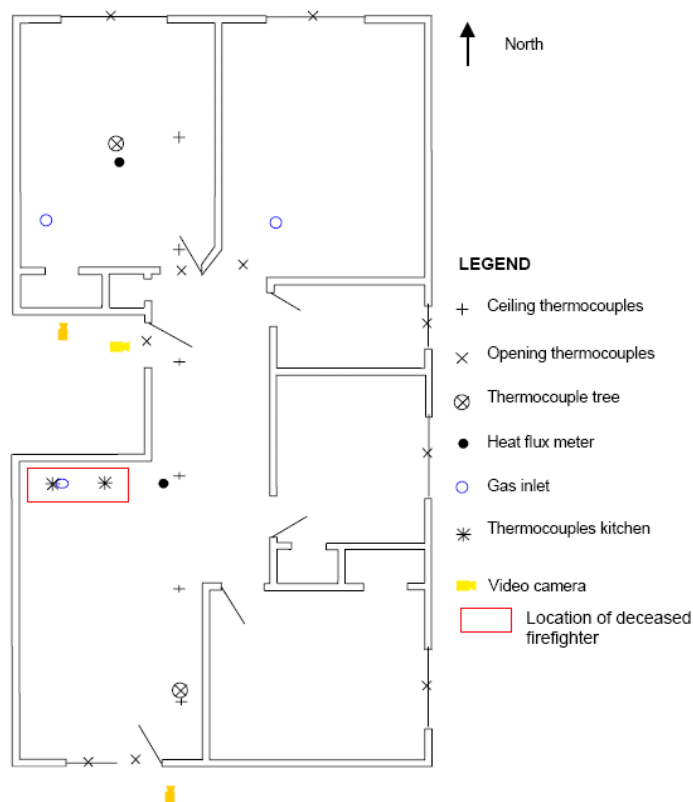 North
LEGEND
Ceiling thermocouples
Opening thermocouples
Thermocouple tree
Heat flux meter
Gas inlet
Thermocouples kitchen
Video camera
Location of deceased
firefighter